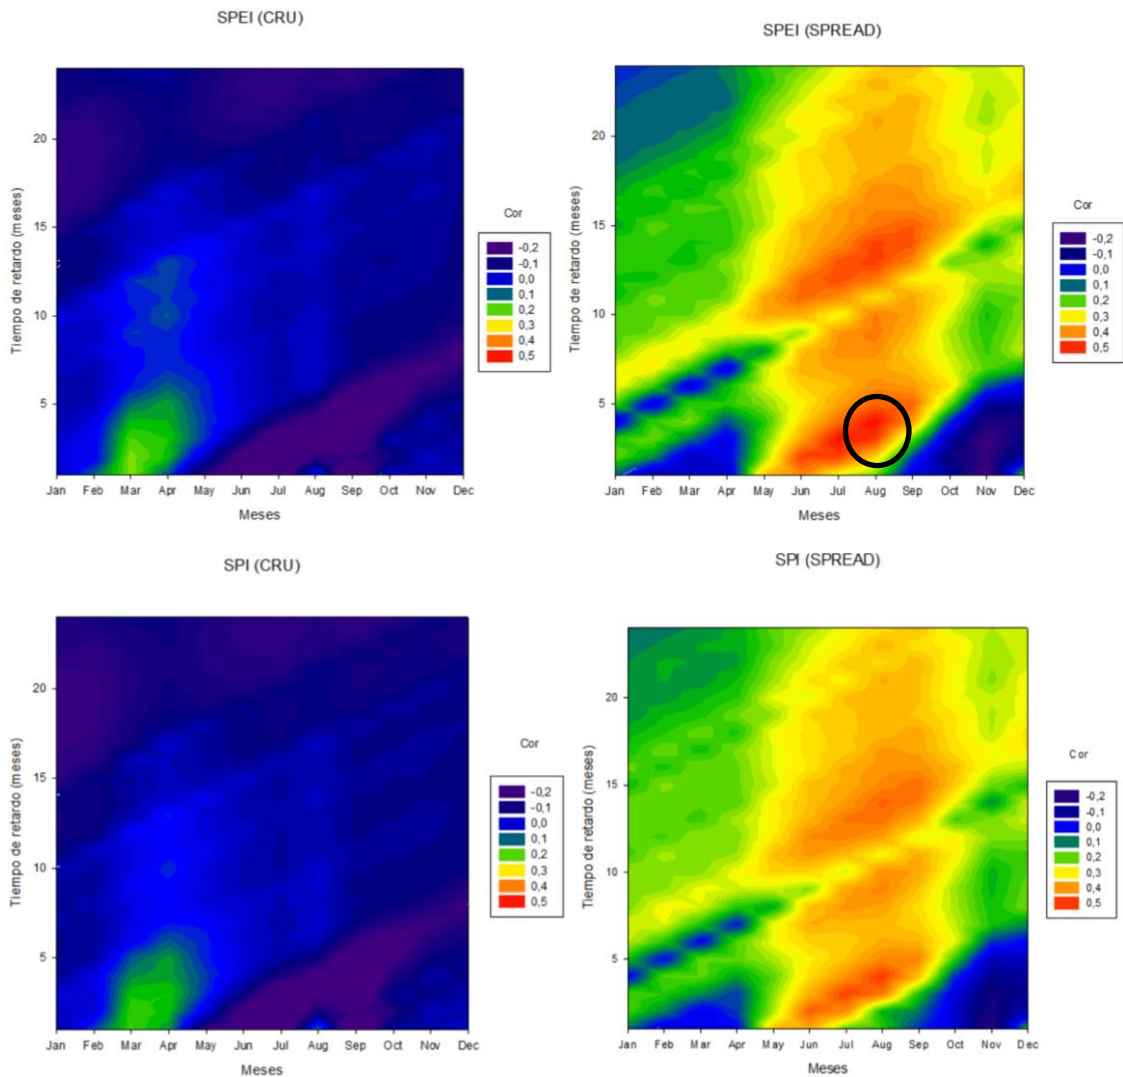 SPEI (CRU)
Tiempo de retardo (meses)
20
15
10
5
Jan Feb Mar Apr May Jun Jul Aug Sep Oct Nov Dec
Meses
Cor
-0,2
-0,1
0,0
0,1
0,2
0,3
0,4
0,5
SPEI (SPREAD)
Tiempo de retardo (meses)
20
15
10
5
Jan Feb Mar Apr May Jun Jul Aug Sep Oct Nov Dec
Meses
Cor
-0,2
-0,1
0,0
0,1
0,2
0,3
0,4
0,5
SPI (CRU)
Tiempo de retardo (meses)
20
15
10
5
Jan Feb Mar Apr May Jun Jul Aug Sep Oct Nov Dec
Meses
Cor
-0,2
-0,1
0,0
0,1
0,2
0,3
0,4
0,5
SPI (SPREAD)
Tiempo de retardo (meses)
20
15
10
5
Jan Feb Mar Apr May Jun Jul Aug Sep Oct Nov Dec
Meses
Cor
-0,2
-0,1
0,0
0,1
0,2
0,3
0,4
0,5